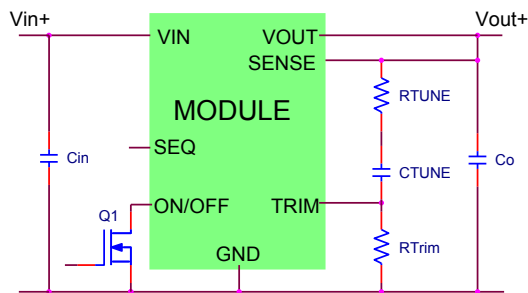 Vin+ Vout+
VIN VOUT
SENSE
RTUNE
MODULE
SEQ
Cin
CTUNE
Co
ON/OFF TRIM
Q1
RTrim
GND